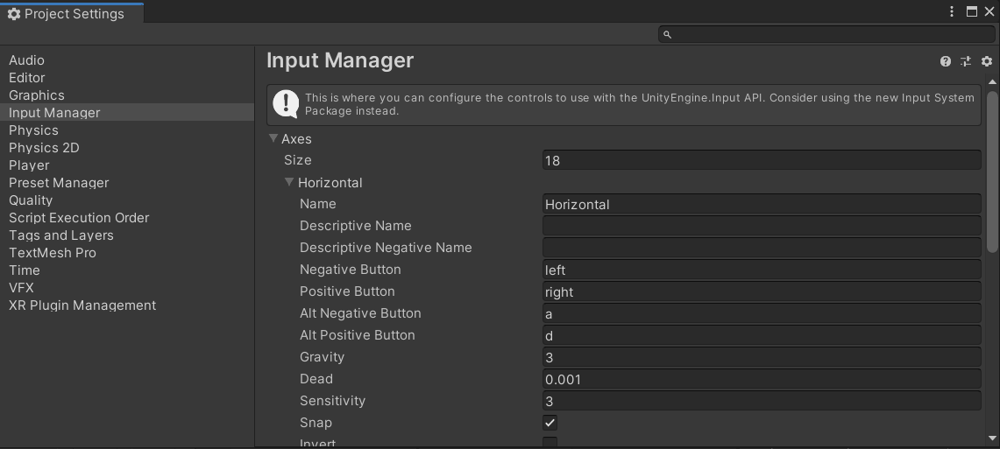 Project Settings
Audio
Editor
Graphics
Input Manager
Physics
Physics 2D
Player
Preset Manager
Quality
Script Execution Order
Tags and Layers
TextMesh Pro
Time
VFX
XR Plugin Management
Input Manager
This is where you can configure the controls to use with the UnityEngine.Input API. Consider using the new Input System
Package instead.
Axes
Size 18
Horizontal
Name Horizontal
Descriptive Name
Descriptive Negative Name
Negative Button left
Positive Button right
Alt Negative Button a
Alt Positive Button d
Gravity 3
Dead 0.001
Sensitivity 3
Snap
Invert